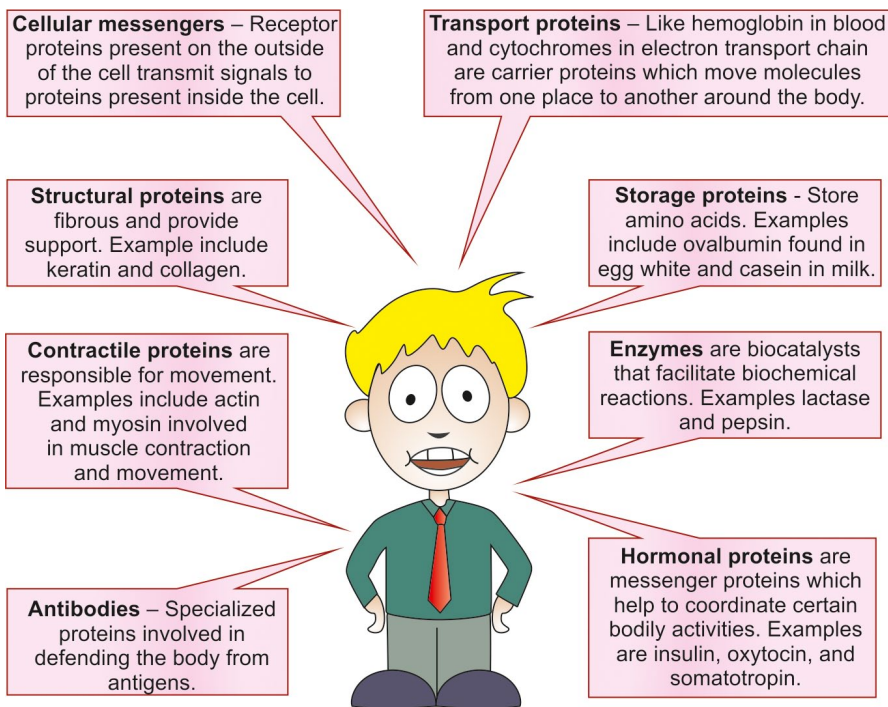 Cellular messengers – Receptor
proteins present on the outside
of the cell transmit signals to
proteins present inside the cell.
Transport proteins – Like hemoglobin in blood
and cytochromes in electron transport chain
are carrier proteins which move molecules
from one place to another around the body.
Structural proteins are
fibrous and provide
support. Example include
keratin and collagen.
Storage proteins - Store
amino acids. Examples
include ovalbumin found in
egg white and casein in milk.
Contractile proteins are
responsible for movement.
Examples include actin
and myosin involved
in muscle contraction
and movement.
Enzymes are biocatalysts
that facilitate biochemical
reactions. Examples lactase
and pepsin.
Antibodies – Specialized
proteins involved in
defending the body from
antigens.
Hormonal proteins are
messenger proteins which
help to coordinate certain
bodily activities. Examples
are insulin, oxytocin, and
somatotropin.